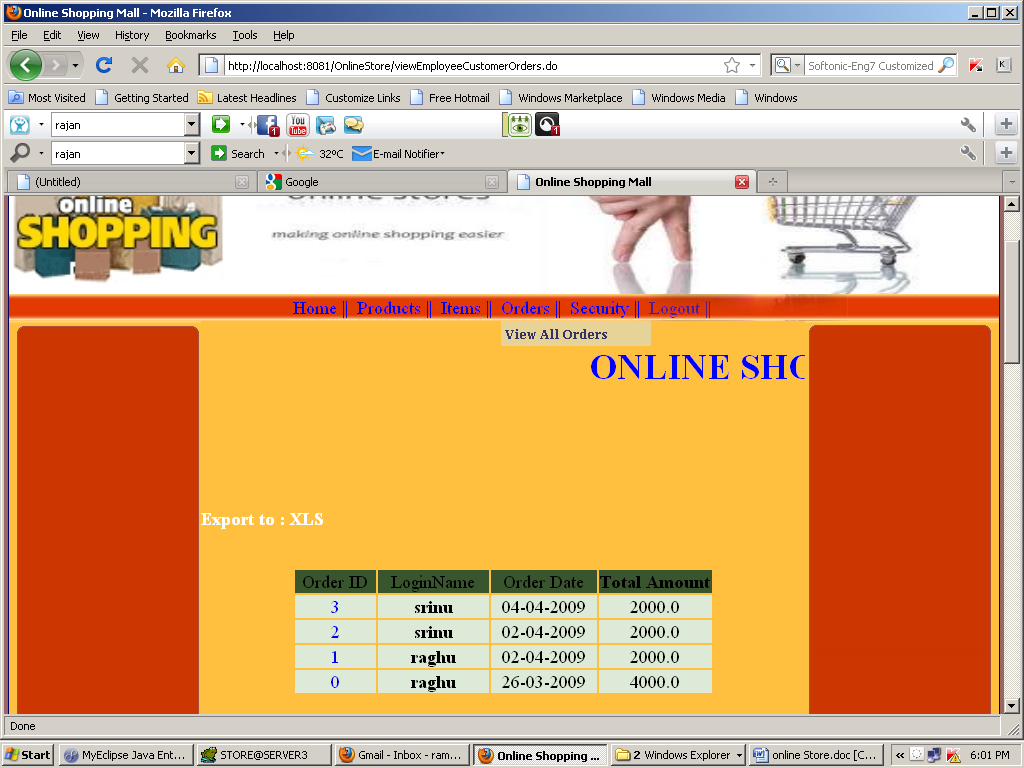 Online Shopping Mall - Mozilla Firefox
File Edit View History Bookmarks Tools Help
http://localhost:8081/OnlineStore/viewEmployeeCustomerOrders.do
Softonic-Eng7 Customized
K
Most Visited Getting Started Latest Headlines Customize Links Free Hotmail Windows Marketplace Windows Media Windows
rajan
1
You Tube
1
rajan
Search
32ºC
E-mail Notifier
(Untitled)
Google
Online Shopping Mall
online
SHOPPING
Online Stores
making online shopping easier
Home || Products || Items || Orders || Security || Logout ||
View All Orders
ONLINE SHO
Export to : XLS
Order ID LoginName Order Date Total Amount
3 srinu 04-04-2009 2000.0
2 srinu 02-04-2009 2000.0
1 raghu 02-04-2009 2000.0
0 raghu 26-03-2009 4000.0
Done
Start
MyEclipse Java Ent...
STORE@SERVER3
Gmail - Inbox - ram...
Online Shopping ...
2 Windows Explorer
online Store.doc [C...
«
6:01 PM